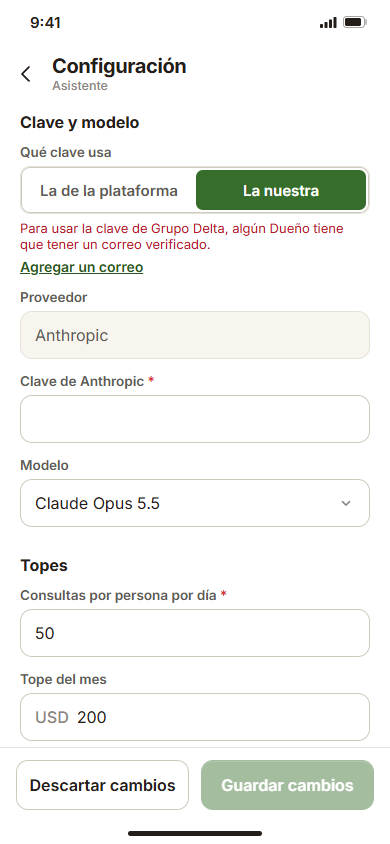 9:41
Configuración
Asistente
Clave y modelo
Qué clave usa
La de la plataforma
La nuestra
Para usar la clave de Grupo Delta, algún Dueño tiene
que tener un correo verificado.
Agregar un correo
Proveedor
Anthropic
Clave de Anthropic *
Modelo
Claude Opus 5.5
Topes
Consultas por persona por día *
50
Tope del mes
USD 200
Descartar cambios
Guardar cambios